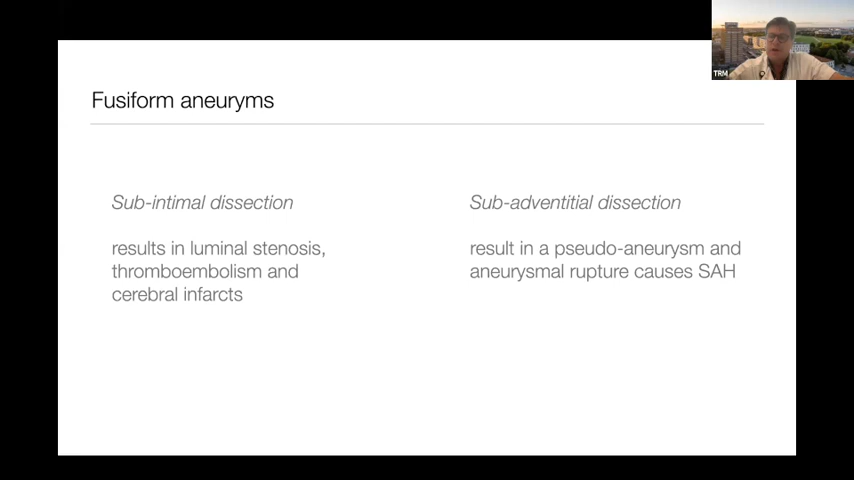 TRM
Fusiform aneuryms
Sub-intimal dissection
results in luminal stenosis,
thromboembolism and
cerebral infarcts
Sub-adventitial dissection
result in a pseudo-aneurysm and
aneurysmal rupture causes SAH